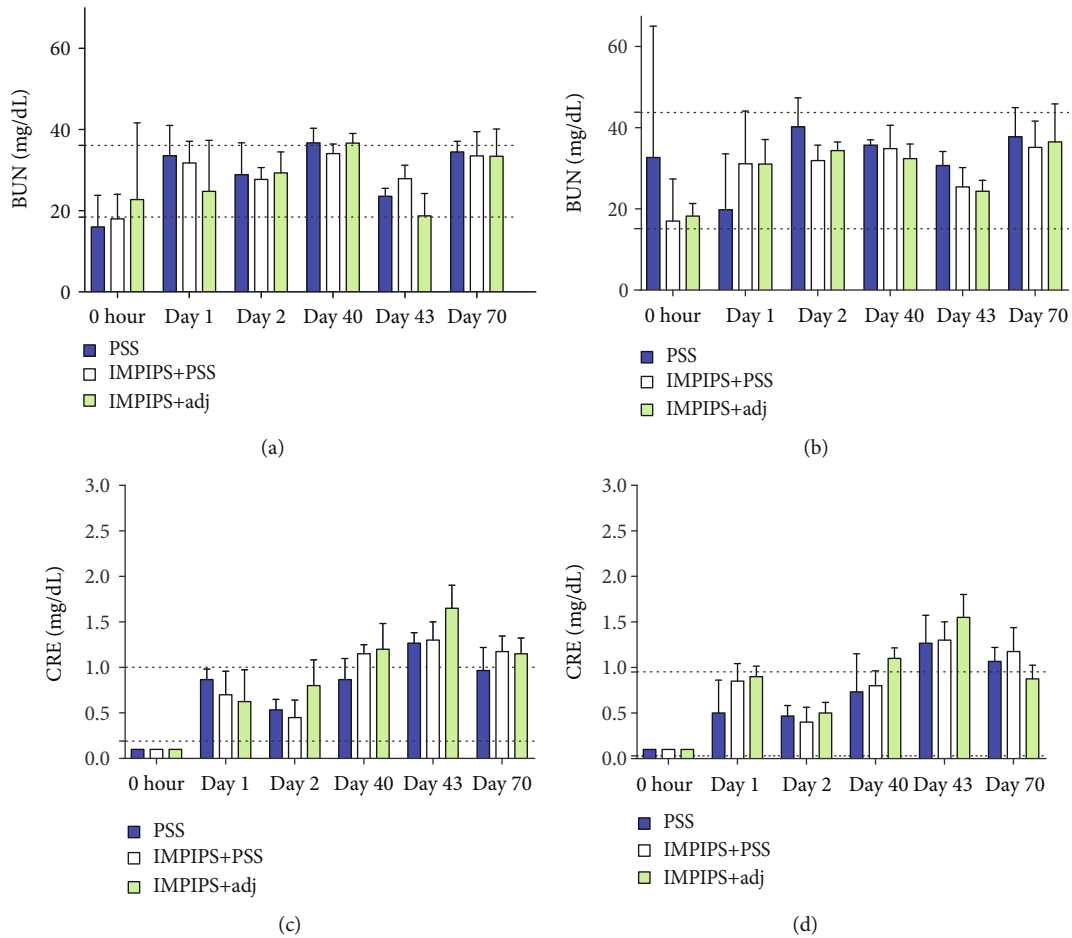 BUN (mg/dL)
60
40
20
0
0 hour Day 1 Day 2 Day 40 Day 43 Day 70
PSS
IMPIPS+PSS
IMPIPS+adj
(a)
BUN (mg/dL)
60
40
20
0
0 hour Day 1 Day 2 Day 40 Day 43 Day 70
PSS
IMPIPS+PSS
IMPIPS+adj
(b)
CRE (mg/dL)
3.0
2.5
2.0
1.5
1.0
0.5
0.0
0 hour Day 1 Day 2 Day 40 Day 43 Day 70
PSS
IMPIPS+PSS
IMPIPS+adj
(c)
CRE (mg/dL)
3.0
2.5
2.0
1.5
1.0
0.5
0.0
0 hour Day 1 Day 2 Day 40 Day 43 Day 70
PSS
IMPIPS+PSS
IMPIPS+adj
(d)